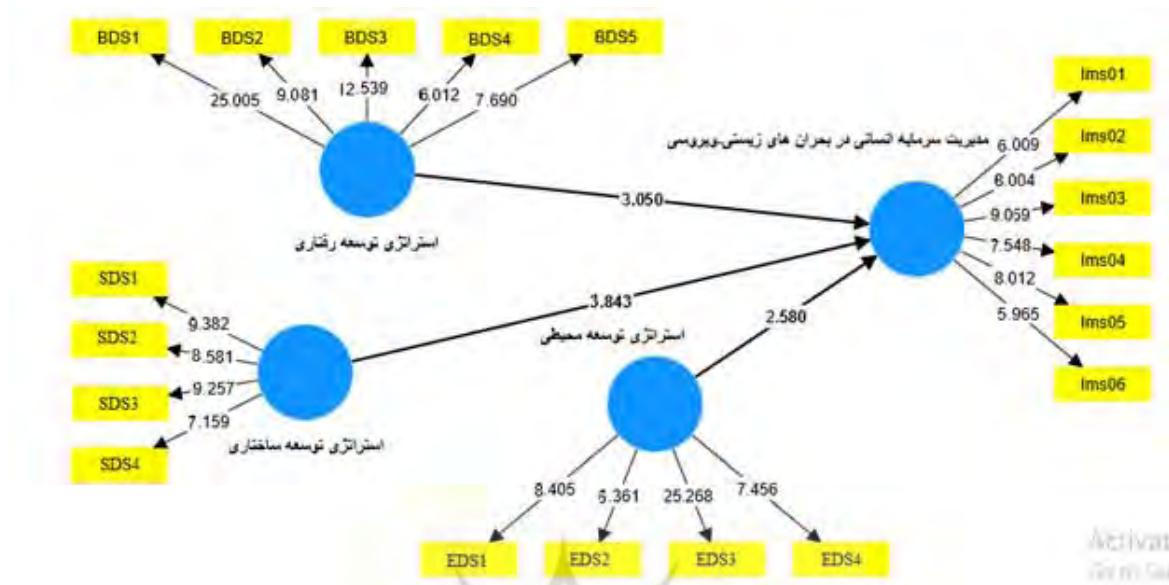 BDS1 BDS2 BDS3 BDS4 BDS5
25.005 9.081 12.539 6.012 7.690
استراتژی توسعه رفتاری
3.050
مدیریت سرمایه انسانی در بحران های زیستی-ویروسی
Ims01
Ims02
Ims03
Ims04
Ims05
Ims06
6.009
6.004
9.059
7.548
8.012
5.965
SDS1
SDS2
SDS3
SDS4
9.382
8.581
9.257
7.159
استراتژی توسعه ساختاری
3.843
استراتژی توسعه محیطی
2.580
8.405 6.361 25.268 7.456
EDS1 EDS2 EDS3 EDS4